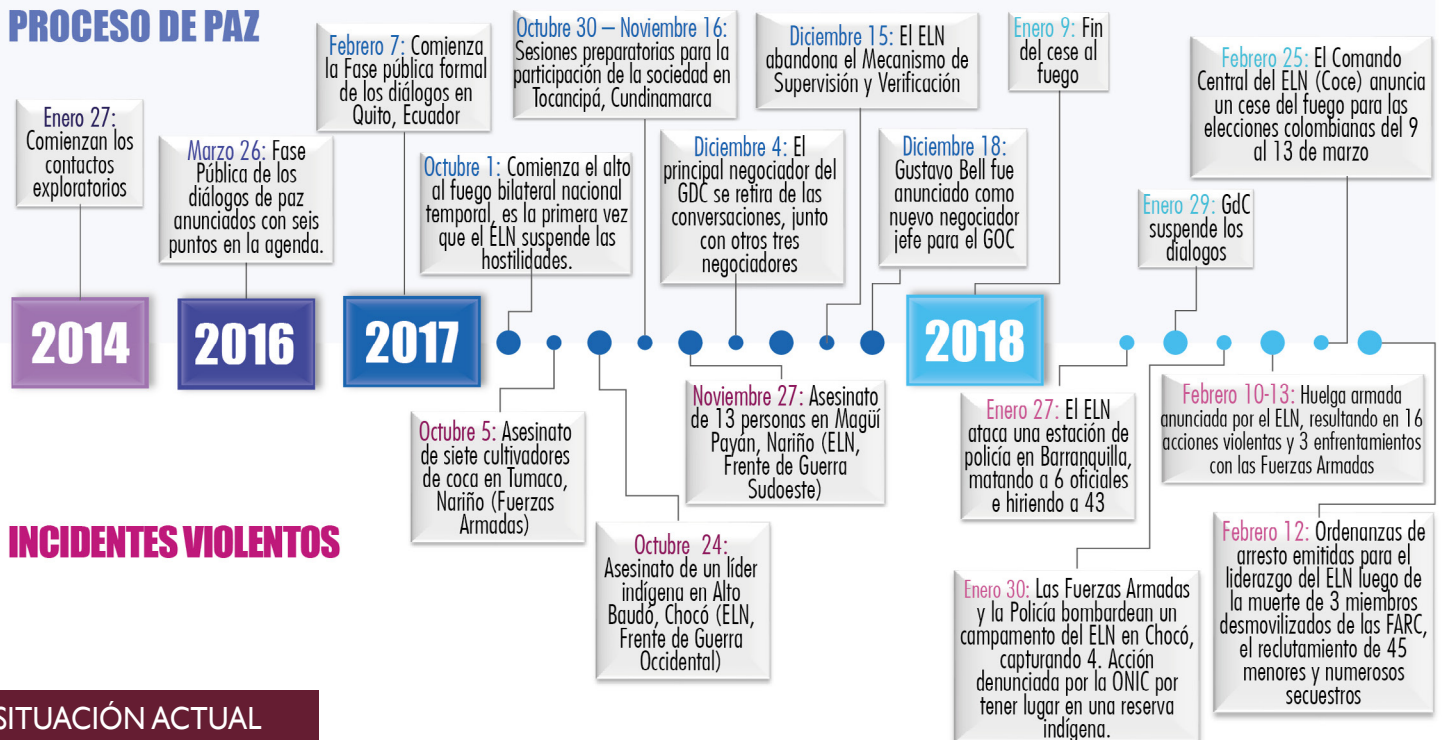 PROCESO DE PAZ
Enero 27:
Comienzan los
contactos
exploratorios
Marzo 26: Fase
Pública de los
diálogos de paz
anunciados con seis
puntos en la agenda.
Febrero 7: Comienza
la Fase pública formal
de los diálogos en
Quito, Ecuador
Octubre 1: Comienza el alto
al fuego bilateral nacional
temporal, es la primera vez
que el ELN suspende las
hostilidades.
Octubre 30 – Noviembre 16:
Sesiones preparatorias para la
participación de la sociedad en
Tocancipá, Cundinamarca
Diciembre 4: El
principal negociador del
GDC se retira de las
conversaciones, junto
con otros tres
negociadores
Diciembre 15: El ELN
abandona el Mecanismo de
Supervisión y Verificación
Diciembre 18:
Gustavo Bell fue
anunciado como
nuevo negociador
jefe para el GOC
Enero 9: Fin
del cese al
fuego
Enero 29: GdC
suspende los
dialogos
Febrero 25: El Comando
Central del ELN (Coce) anuncia
un cese del fuego para las
elecciones colombianas del 9
al 13 de marzo
2014
2016
2017
2018
Octubre 5: Asesinato
de siete cultivadores
de coca en Tumaco,
Nariño (Fuerzas
Armadas)
Octubre 24:
Asesinato de un líder
indígena en Alto
Baudó, Chocó (ELN,
Frente de Guerra
Occidental)
Noviembre 27: Asesinato
de 13 personas en Magüí
Payán, Nariño (ELN,
Frente de Guerra
Sudoeste)
Enero 27: El ELN
ataca una estación de
policía en Barranquilla,
matando a 6 oficiales
e hiriendo a 43
Enero 30: Las Fuerzas Armadas
y la Policía bombardean un
campamento del ELN en Chocó,
capturando 4. Acción
denunciada por la ONIC por
tener lugar en una reserva
indígena.
Febrero 10-13: Huelga armada
anunciada por el ELN, resultando en 16
acciones violentas y 3 enfrentamientos
con las Fuerzas Armadas
Febrero 12: Ordenanzas de
arresto emitidas para el
liderazgo del ELN luego de
la muerte de 3 miembros
desmovilizados de las FARC,
el reclutamiento de 45
menores y numerosos
secuestros
INCIDENTES VIOLENTOS
SITUACIÓN ACTUAL